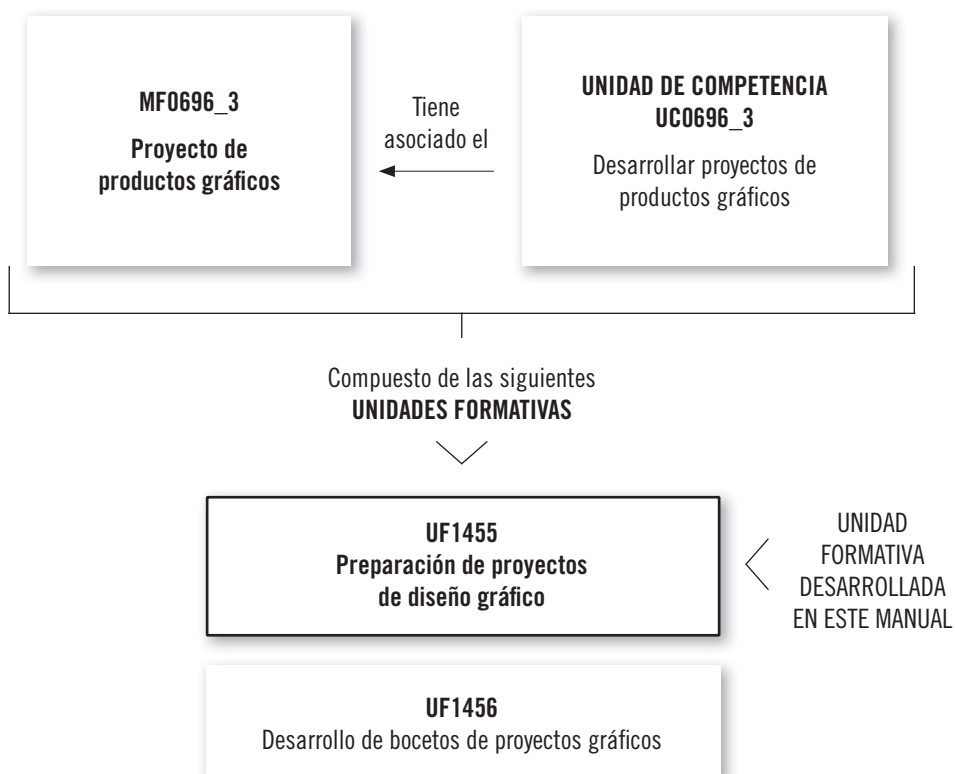 MF0696_3
Proyecto de
productos gráficos
Tiene
asociado el
UNIDAD DE COMPETENCIA
UC0696_3
Desarrollar proyectos de
productos gráficos
Compuesto de las siguientes
UNIDADES FORMATIVAS
UF1455
Preparación de proyectos
de diseño gráfico
UNIDAD
FORMATIVA
DESARROLLADA
EN ESTE MANUAL
UF1456
Desarrollo de bocetos de proyectos gráficos